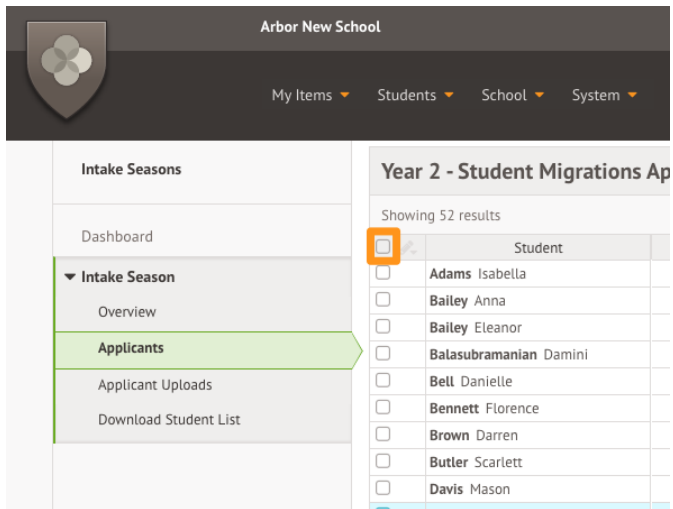 Arbor New School
My Items Students School System
Intake Seasons
Dashboard
Intake Season
Overview
Applicants
Applicant Uploads
Download Student List
Year 2 - Student Migrations Ap
Showing 52 results
Student
Adams Isabella
Bailey Anna
Bailey Eleanor
Balasubramanian Damini
Bell Danielle
Bennett Florence
Brown Darren
Butler Scarlett
Davis Mason